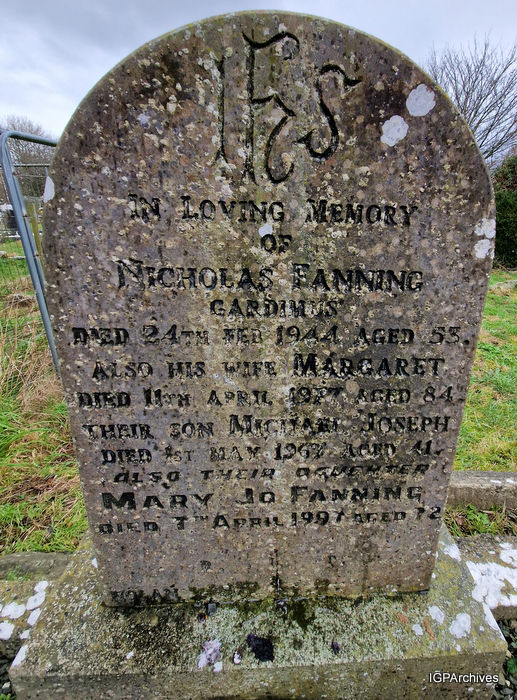 IHS
IN LOVING MEMORY
OF
NICHOLAS FANNING
GARDIMUS
DIED 24TH FEB 1944 AGED 53.
ALSO HIS WIFE MARGARET
DIED 11TH APRIL 1977 AGED 84
THEIR SON MICHAEL JOSEPH
DIED 1ST MAY 1967 AGED 41.
ALSO THEIR DAUGHTER
MARY JO FANNING
DIED 7TH APRIL 1997 AGED 72
IGPArchives